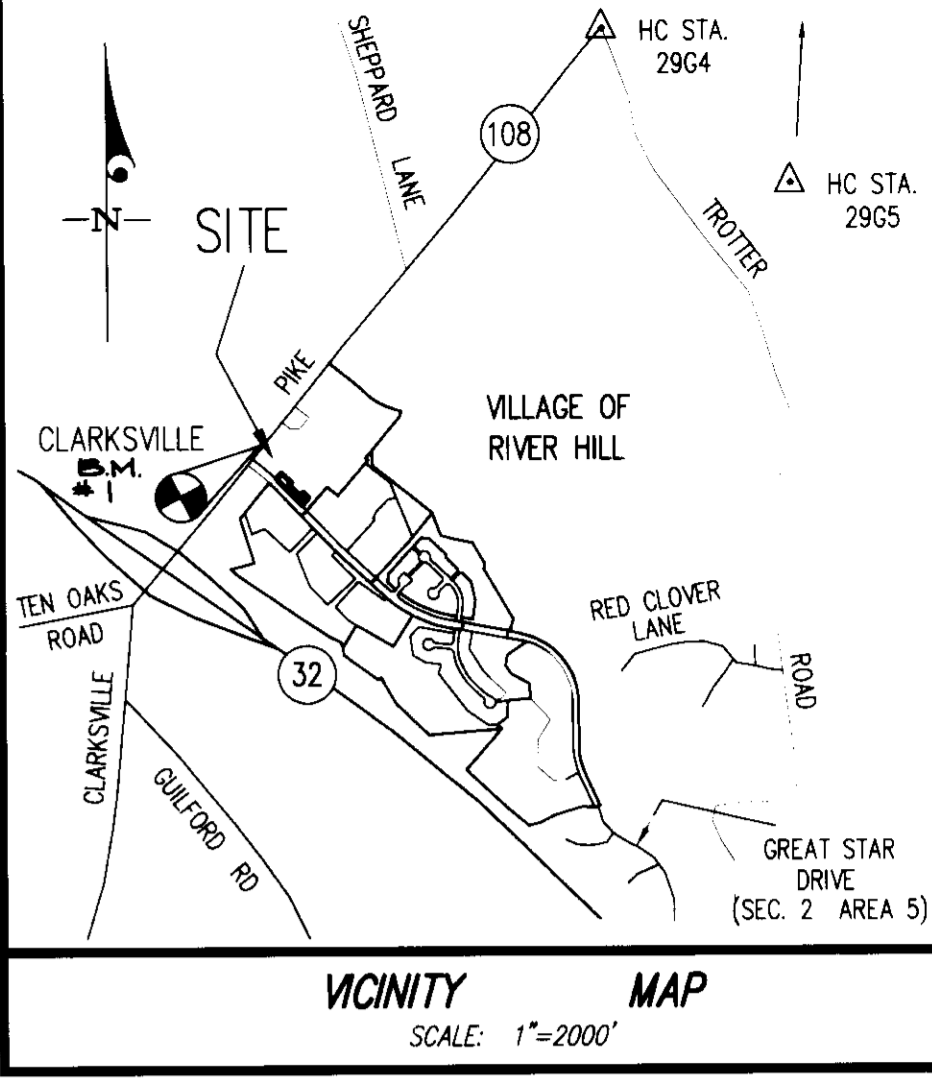 HC STA.
29G4
SHEPPARD LANE
108
HC STA.
29G5
TROTTER
N
SITE
PIKE
VILLAGE OF
RIVER HILL
CLARKSVILLE
B.M.
#1
TEN OAKS
ROAD
RED CLOVER
LANE
32
ROAD
CLARKSVILLE
GUILFORD RD
GREAT STAR
DRIVE
(SEC. 2 AREA 5)
VICINITY MAP
SCALE: 1"=2000'